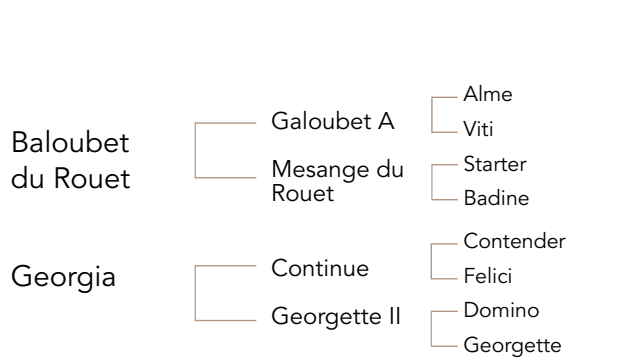 Baloubet
du Rouet
Galoubet A
Mesange du
Rouet
Alme
Viti
Starter
Badine
Georgia
Continue
Georgette II
Contender
Felici
Domino
Georgette